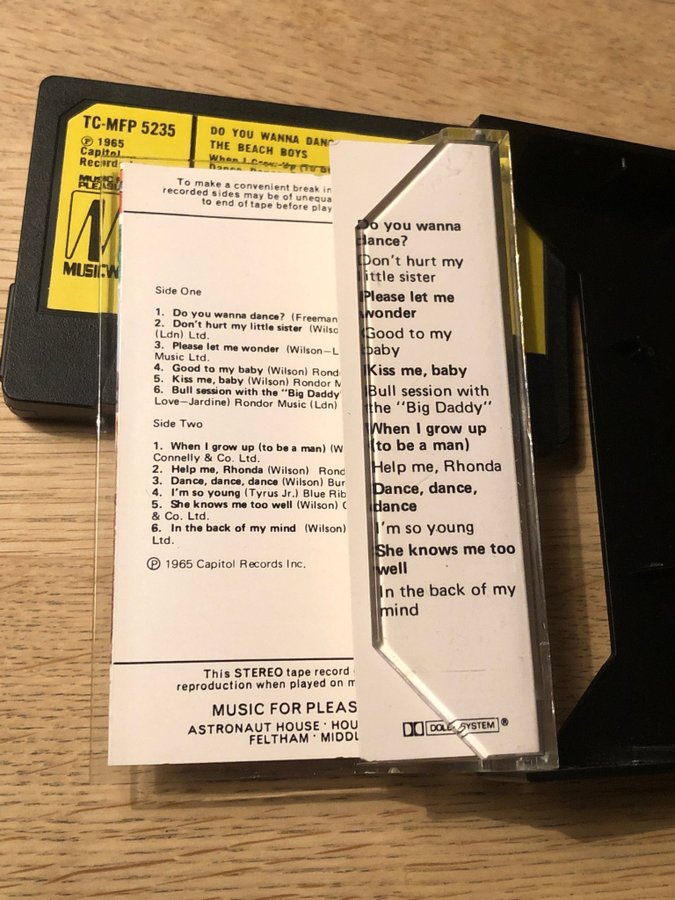 TC-MFP 5235
℗ 1965
Capitol
Records
DO YOU WANNA DANC
THE BEACH BOYS
When I Grow Up (To
MUSIC
PLEASU
MUSICW
To make a convenient break in
recorded sides may be of unequa
to end of tape before play
Side One
1. Do you wanna dance? (Freeman
2. Don't hurt my little sister (Wilso
(Ldn) Ltd.
3. Please let me wonder (Wilson—L
Music Ltd.
4. Good to my baby (Wilson) Rond
5. Kiss me, baby (Wilson) Rondor M
6. Bull session with the "Big Daddy
Love—Jardine) Rondor Music (Ldn)
Side Two
1. When I grow up (to be a man) (W
Connelly & Co. Ltd.
2. Help me, Rhonda (Wilson) Rond
3. Dance, dance, dance (Wilson) Bur
4. I'm so young (Tyrus Jr.) Blue Rib
5. She knows me too well (Wilson) C
& Co. Ltd.
6. In the back of my mind (Wilson)
Ltd.
℗ 1965 Capitol Records Inc.
This STEREO tape record
reproduction when played on m
MUSIC FOR PLEAS
ASTRONAUT HOUSE · HOU
FELTHAM · MIDDL
Do you wanna
dance?
Don't hurt my
little sister
Please let me
wonder
Good to my
baby
Kiss me, baby
Bull session with
the "Big Daddy"
When I grow up
(to be a man)
Help me, Rhonda
Dance, dance,
dance
I'm so young
She knows me too
well
In the back of my
mind
DOLBY SYSTEM ®